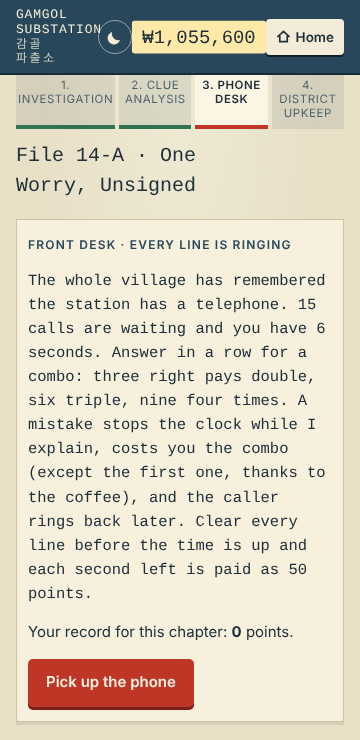 GAMGOL
SUBSTATION
감골
파출소
₩1,055,600
Home
1.
INVESTIGATION
2. CLUE
ANALYSIS
3. PHONE
DESK
4.
DISTRICT
UPKEEP
File 14-A · One
Worry, Unsigned
FRONT DESK · EVERY LINE IS RINGING
The whole village has remembered
the station has a telephone. 15
calls are waiting and you have 6
seconds. Answer in a row for a
combo: three right pays double,
six triple, nine four times. A
mistake stops the clock while I
explain, costs you the combo
(except the first one, thanks to
the coffee), and the caller
rings back later. Clear every
line before the time is up and
each second left is paid as 50
points.
Your record for this chapter: 0 points.
Pick up the phone